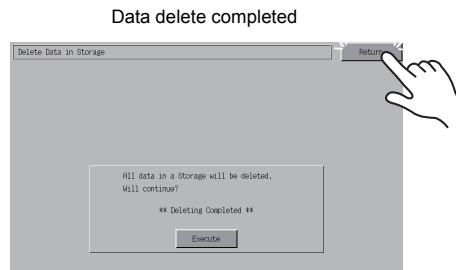 Data delete completed
Delete Data in Storage
Return
All data in a Storage will be deleted.
Will continue?
** Deleting Completed **
Execute